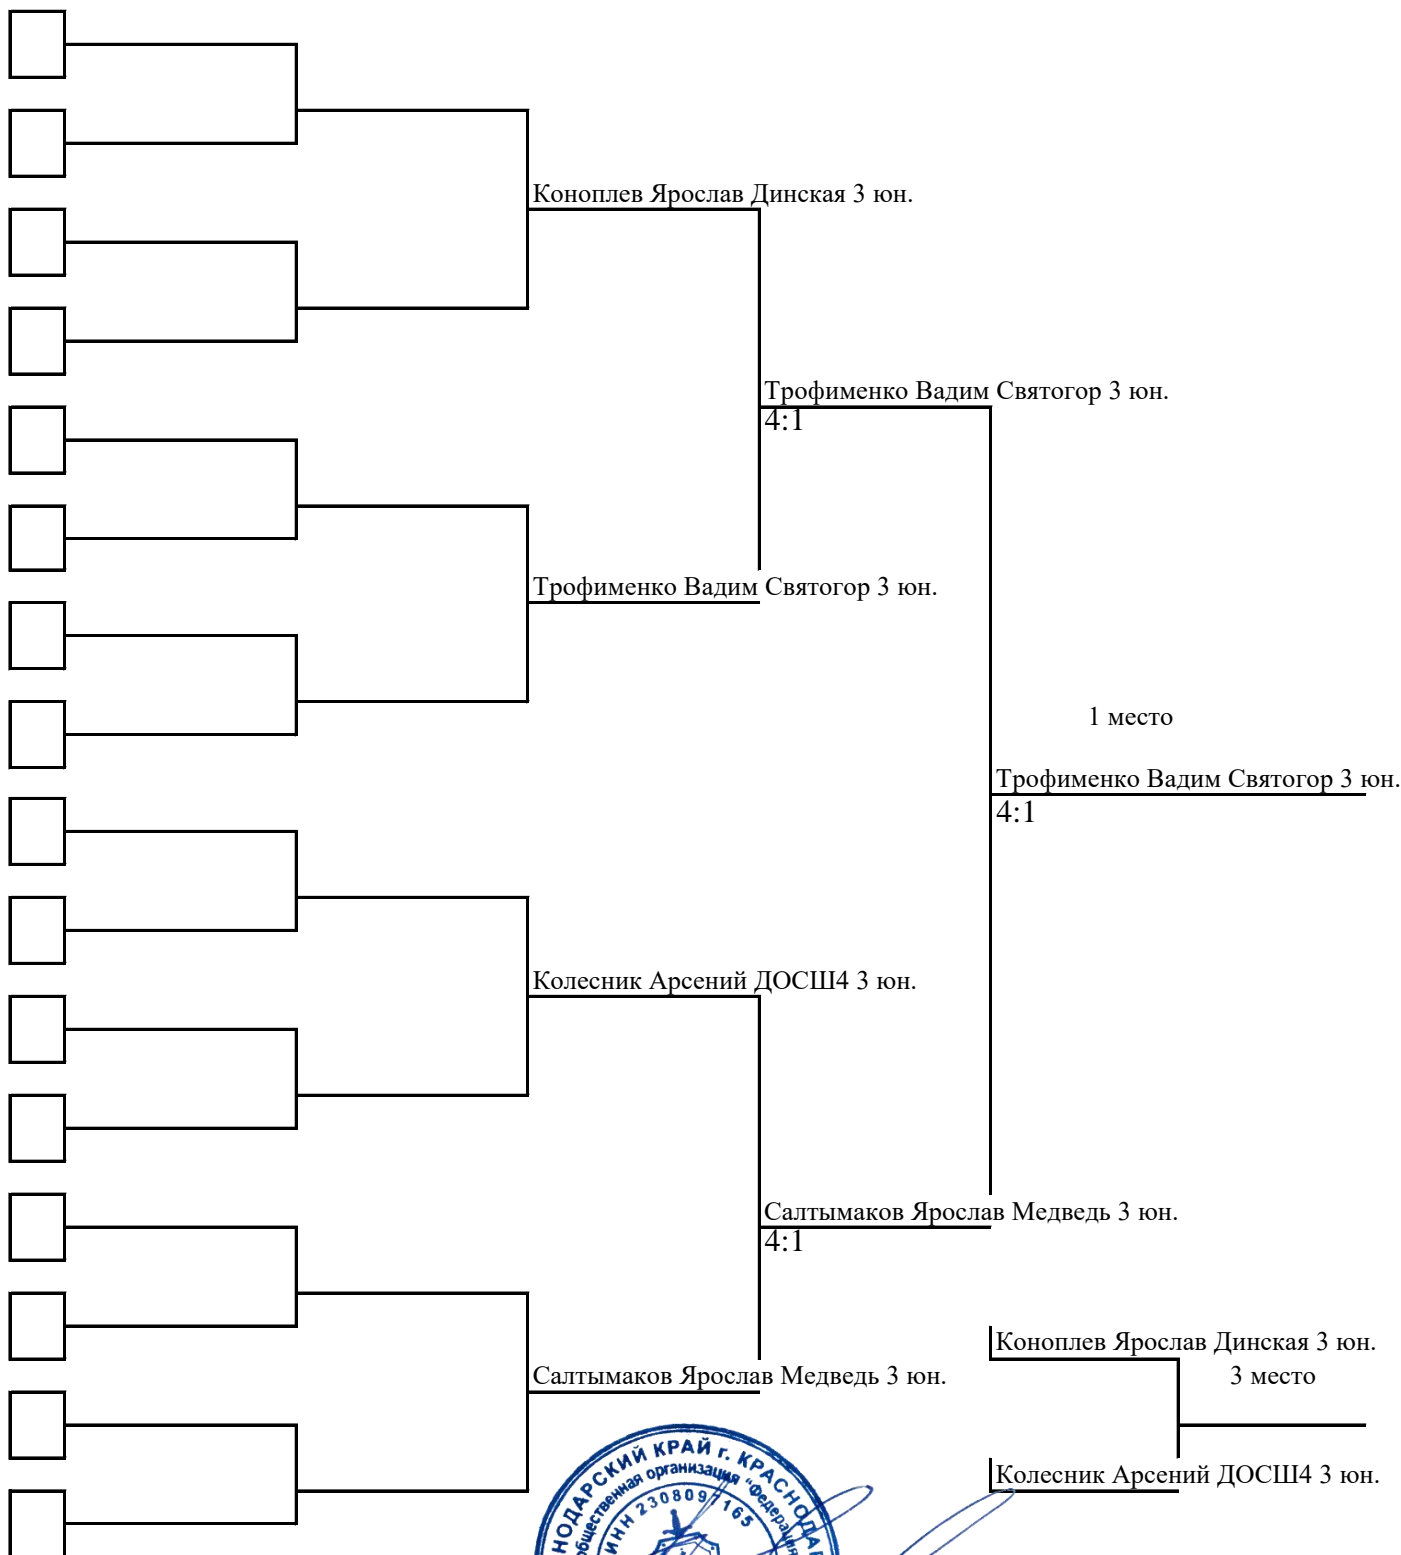 Коноплев Ярослав Динская 3 юн.
Трофименко Вадим Святогор 3 юн.
4:1
Трофименко Вадим Святогор 3 юн.
1 место
Трофименко Вадим Святогор 3 юн.
4:1
Колесник Арсений ДОСШ4 3 юн.
Салтымаков Ярослав Медведь 3 юн.
4:1
Коноплев Ярослав Динская 3 юн.
Салтымаков Ярослав Медведь 3 юн.
3 место
Колесник Арсений ДОСШ4 3 юн.
КРАЙ г.
общественная организация "Федерация
ИНН 2308097165